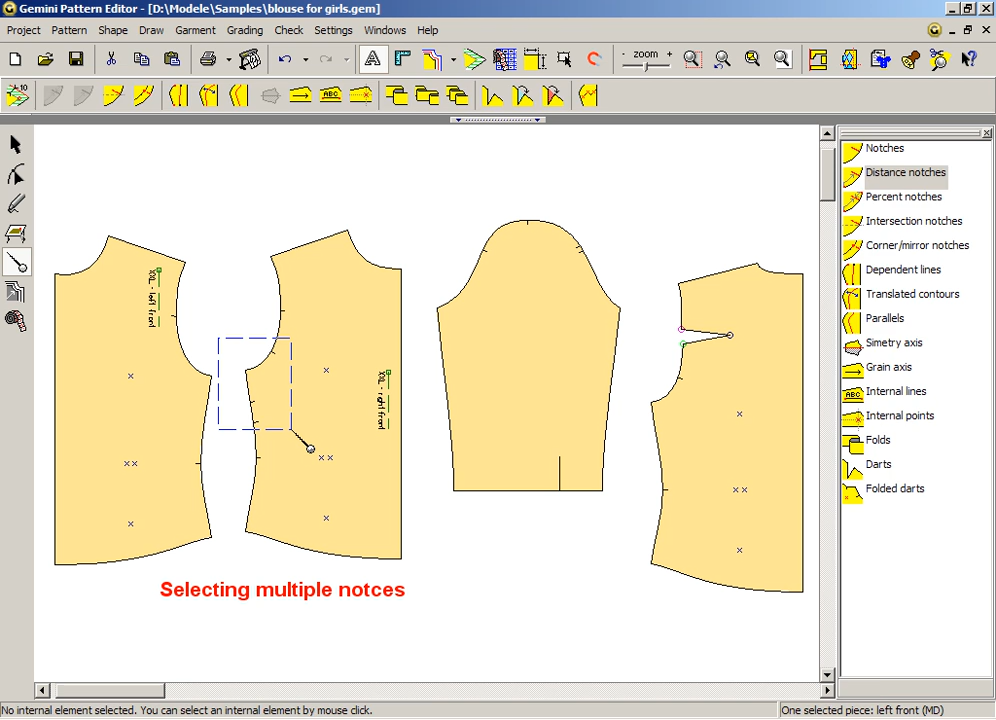 Gemini Pattern Editor - [D:\Modele\Samples\blouse for girls.gem]
Project Pattern Shape Draw Garment Grading Check Settings Windows Help
- zoom +
A
10
ABC
Notches
Distance notches
Percent notches
Intersection notches
Corner/mirror notches
Dependent lines
Translated contours
Parallels
Simetry axis
Grain axis
ABC
Internal lines
Internal points
Folds
Darts
Folded darts
XXL - left front
XXL - right front
Selecting multiple notces
No internal element selected. You can select an internal element by mouse click.
One selected piece: left front (MD)